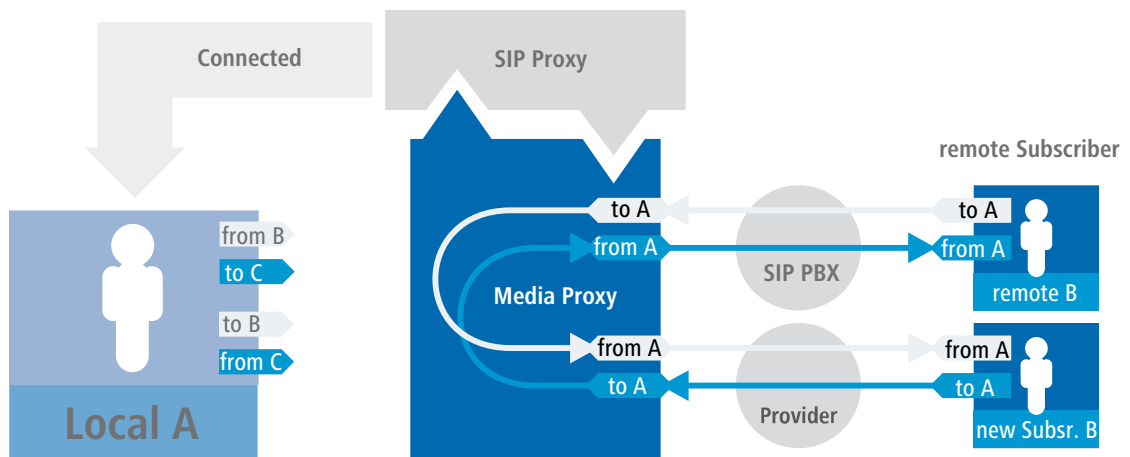 Connected
SIP Proxy
remote Subscriber
from B
to C
to B
from C
Local A
to A
from A
Media Proxy
from A
to A
SIP PBX
Provider
to A
from A
remote B
from A
to A
new Subsr. B